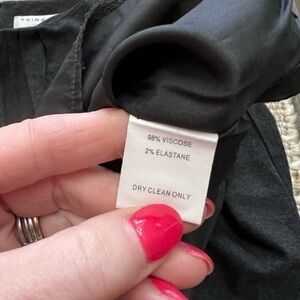 98% VISCOSE
2% ELASTANE
DRY CLEAN ONLY